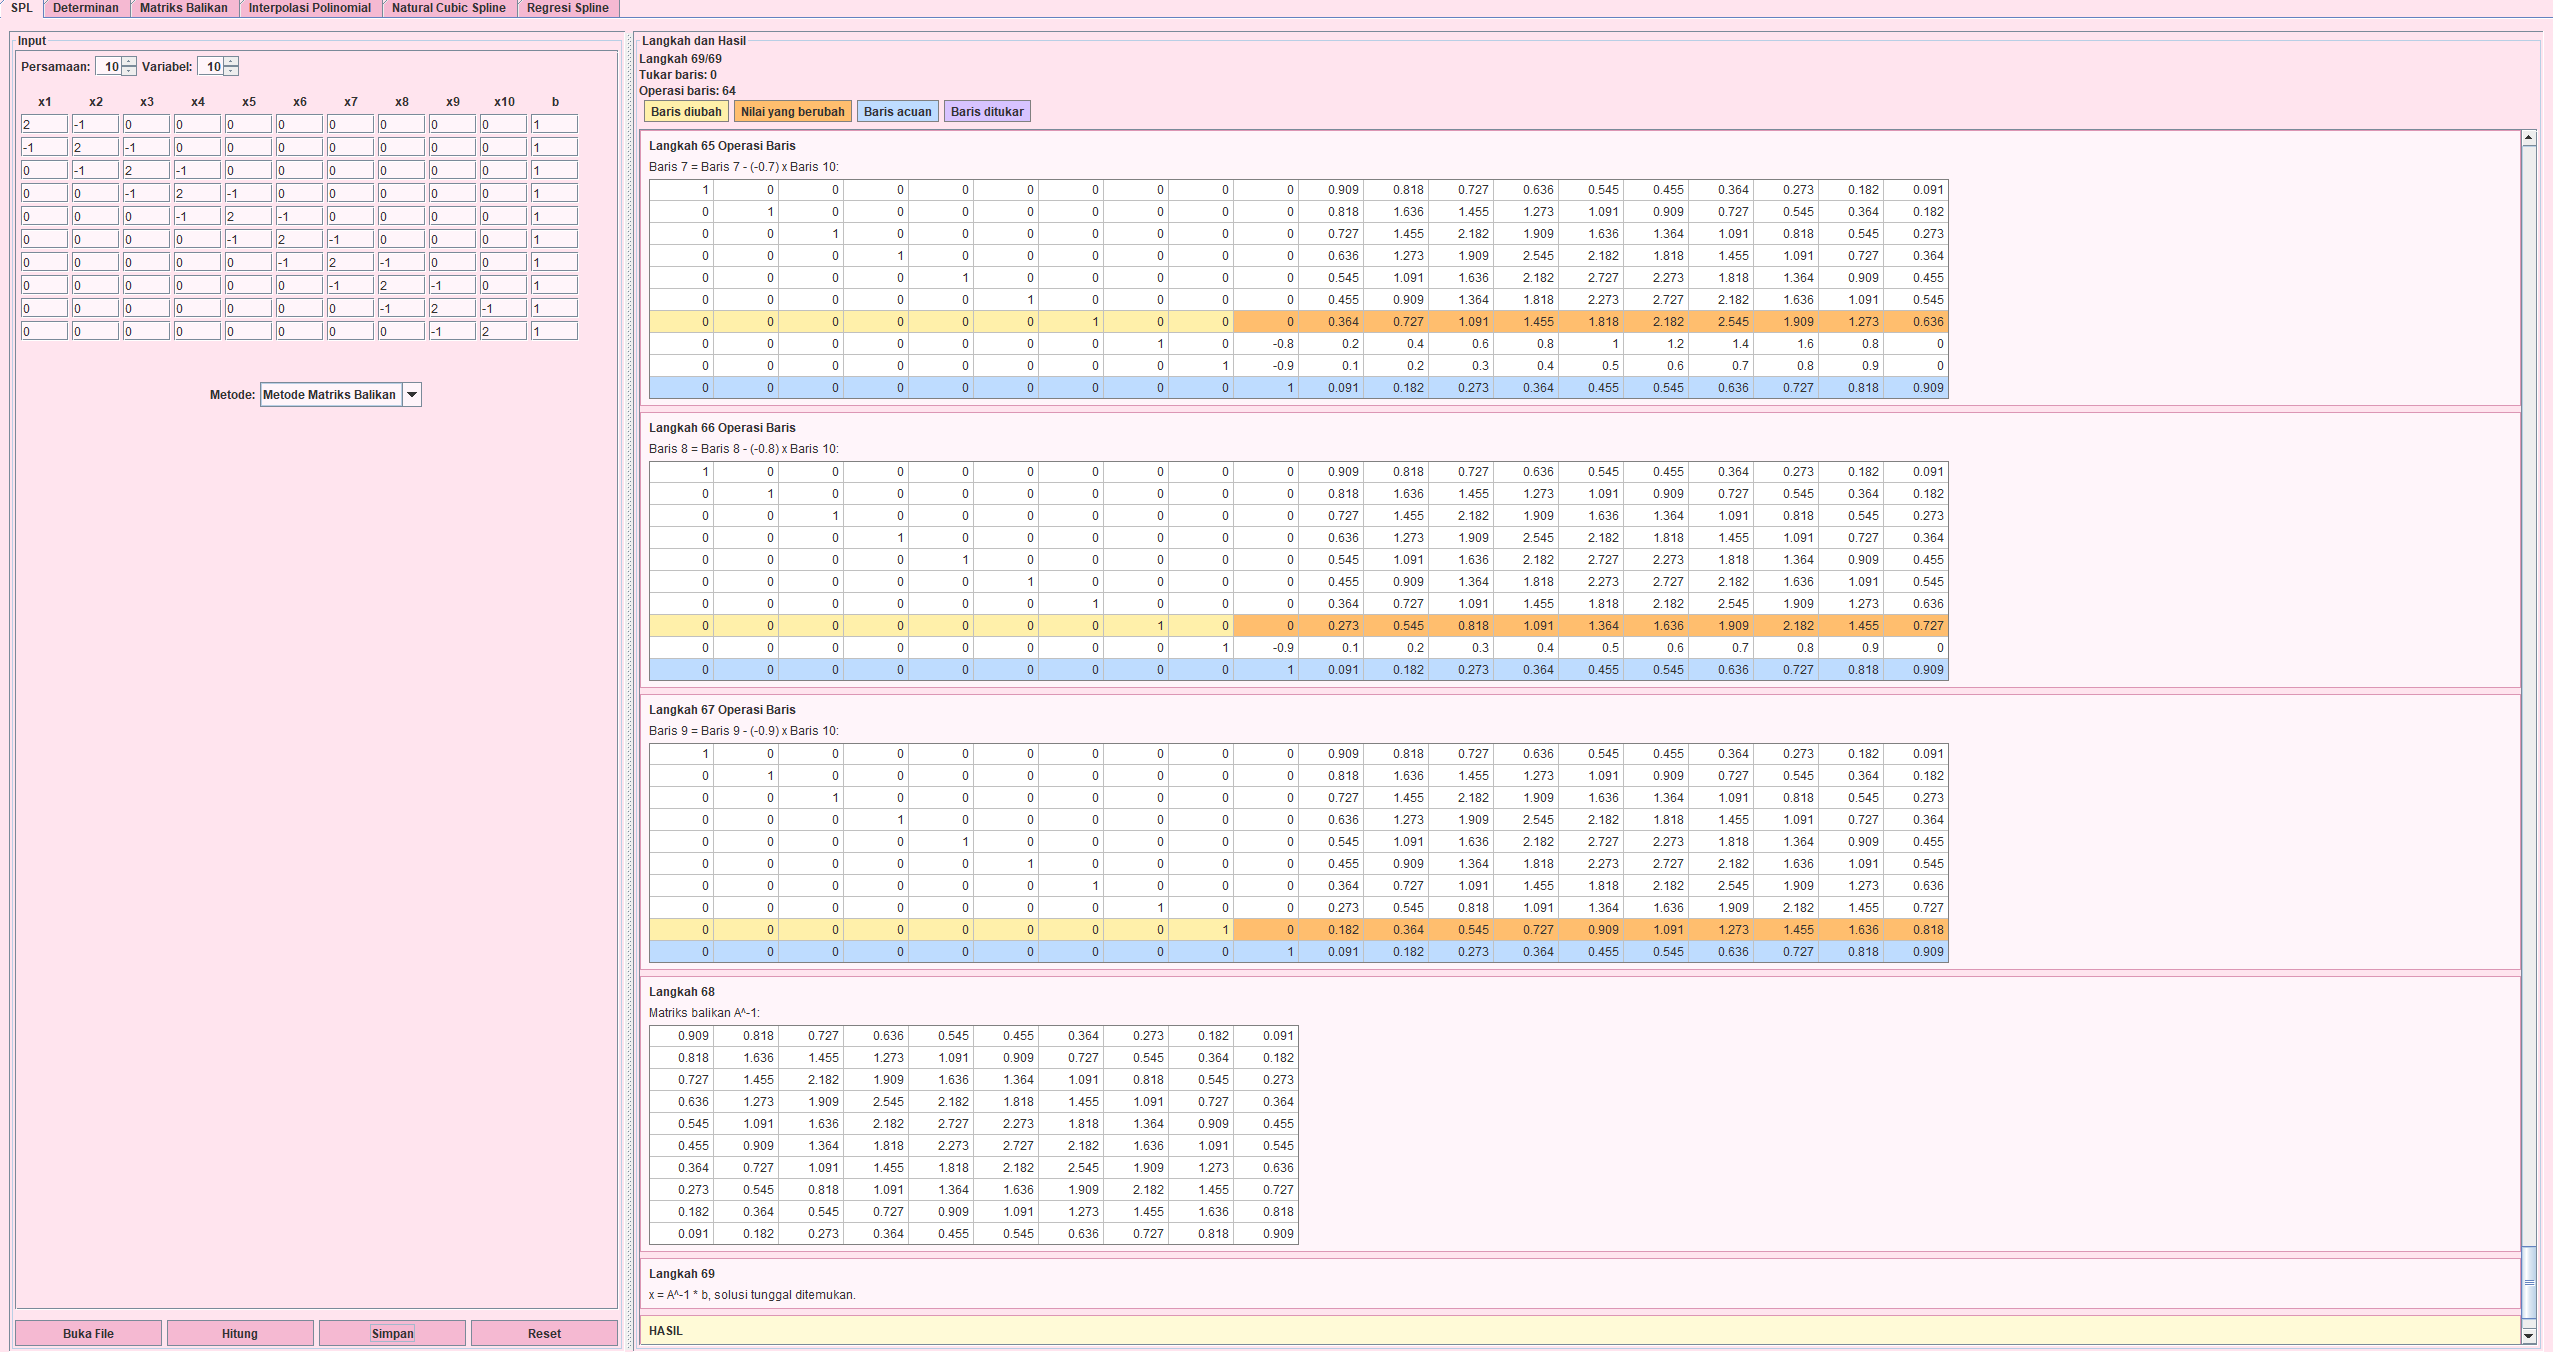 SPL Determinan Matriks Balikan Interpolasi Polinomial Natural Cubic Spline Regresi Spline
Input
Persamaan: 10 Variabel: 10
x1 x2 x3 x4 x5 x6 x7 x8 x9 x10 b
2 -1 0 0 0 0 0 0 0 0 1
-1 2 -1 0 0 0 0 0 0 0 1
0 -1 2 -1 0 0 0 0 0 0 1
0 0 -1 2 -1 0 0 0 0 0 1
0 0 0 -1 2 -1 0 0 0 0 1
0 0 0 0 -1 2 -1 0 0 0 1
0 0 0 0 0 -1 2 -1 0 0 1
0 0 0 0 0 0 -1 2 -1 0 1
0 0 0 0 0 0 0 -1 2 -1 1
0 0 0 0 0 0 0 0 -1 2 1
Metode: Metode Matriks Balikan
Buka File Hitung Simpan Reset
Langkah dan Hasil
Langkah 69/69
Tukar baris: 0
Operasi baris: 64
Baris diubah Nilai yang berubah Baris acuan Baris ditukar
Langkah 65 Operasi Baris
Baris 7 = Baris 7 - (-0.7) x Baris 10:
1 0 0 0 0 0 0 0 0 0 0.909 0.818 0.727 0.636 0.545 0.455 0.364 0.273 0.182 0.091
0 1 0 0 0 0 0 0 0 0 0.818 1.636 1.455 1.273 1.091 0.909 0.727 0.545 0.364 0.182
0 0 1 0 0 0 0 0 0 0 0.727 1.455 2.182 1.909 1.636 1.364 1.091 0.818 0.545 0.273
0 0 0 1 0 0 0 0 0 0 0.636 1.273 1.909 2.545 2.182 1.818 1.455 1.091 0.727 0.364
0 0 0 0 1 0 0 0 0 0 0.545 1.091 1.636 2.182 2.727 2.273 1.818 1.364 0.909 0.455
0 0 0 0 0 1 0 0 0 0 0.455 0.909 1.364 1.818 2.273 2.727 2.182 1.636 1.091 0.545
0 0 0 0 0 0 1 0 0 0 0.364 0.727 1.091 1.455 1.818 2.182 2.545 1.909 1.273 0.636
0 0 0 0 0 0 0 1 0 -0.8 0.2 0.4 0.6 0.8 1 1.2 1.4 1.6 0.8 0
0 0 0 0 0 0 0 0 1 -0.9 0.1 0.2 0.3 0.4 0.5 0.6 0.7 0.8 0.9 0
0 0 0 0 0 0 0 0 0 1 0.091 0.182 0.273 0.364 0.455 0.545 0.636 0.727 0.818 0.909
Langkah 66 Operasi Baris
Baris 8 = Baris 8 - (-0.8) x Baris 10:
1 0 0 0 0 0 0 0 0 0 0.909 0.818 0.727 0.636 0.545 0.455 0.364 0.273 0.182 0.091
0 1 0 0 0 0 0 0 0 0 0.818 1.636 1.455 1.273 1.091 0.909 0.727 0.545 0.364 0.182
0 0 1 0 0 0 0 0 0 0 0.727 1.455 2.182 1.909 1.636 1.364 1.091 0.818 0.545 0.273
0 0 0 1 0 0 0 0 0 0 0.636 1.273 1.909 2.545 2.182 1.818 1.455 1.091 0.727 0.364
0 0 0 0 1 0 0 0 0 0 0.545 1.091 1.636 2.182 2.727 2.273 1.818 1.364 0.909 0.455
0 0 0 0 0 1 0 0 0 0 0.455 0.909 1.364 1.818 2.273 2.727 2.182 1.636 1.091 0.545
0 0 0 0 0 0 1 0 0 0 0.364 0.727 1.091 1.455 1.818 2.182 2.545 1.909 1.273 0.636
0 0 0 0 0 0 0 1 0 0 0.273 0.545 0.818 1.091 1.364 1.636 1.909 2.182 1.455 0.727
0 0 0 0 0 0 0 0 1 -0.9 0.1 0.2 0.3 0.4 0.5 0.6 0.7 0.8 0.9 0
0 0 0 0 0 0 0 0 0 1 0.091 0.182 0.273 0.364 0.455 0.545 0.636 0.727 0.818 0.909
Langkah 67 Operasi Baris
Baris 9 = Baris 9 - (-0.9) x Baris 10:
1 0 0 0 0 0 0 0 0 0 0.909 0.818 0.727 0.636 0.545 0.455 0.364 0.273 0.182 0.091
0 1 0 0 0 0 0 0 0 0 0.818 1.636 1.455 1.273 1.091 0.909 0.727 0.545 0.364 0.182
0 0 1 0 0 0 0 0 0 0 0.727 1.455 2.182 1.909 1.636 1.364 1.091 0.818 0.545 0.273
0 0 0 1 0 0 0 0 0 0 0.636 1.273 1.909 2.545 2.182 1.818 1.455 1.091 0.727 0.364
0 0 0 0 1 0 0 0 0 0 0.545 1.091 1.636 2.182 2.727 2.273 1.818 1.364 0.909 0.455
0 0 0 0 0 1 0 0 0 0 0.455 0.909 1.364 1.818 2.273 2.727 2.182 1.636 1.091 0.545
0 0 0 0 0 0 1 0 0 0 0.364 0.727 1.091 1.455 1.818 2.182 2.545 1.909 1.273 0.636
0 0 0 0 0 0 0 1 0 0 0.273 0.545 0.818 1.091 1.364 1.636 1.909 2.182 1.455 0.727
0 0 0 0 0 0 0 0 1 0 0.182 0.364 0.545 0.727 0.909 1.091 1.273 1.455 1.636 0.818
0 0 0 0 0 0 0 0 0 1 0.091 0.182 0.273 0.364 0.455 0.545 0.636 0.727 0.818 0.909
Langkah 68
Matriks balikan A^-1:
0.909 0.818 0.727 0.636 0.545 0.455 0.364 0.273 0.182 0.091
0.818 1.636 1.455 1.273 1.091 0.909 0.727 0.545 0.364 0.182
0.727 1.455 2.182 1.909 1.636 1.364 1.091 0.818 0.545 0.273
0.636 1.273 1.909 2.545 2.182 1.818 1.455 1.091 0.727 0.364
0.545 1.091 1.636 2.182 2.727 2.273 1.818 1.364 0.909 0.455
0.455 0.909 1.364 1.818 2.273 2.727 2.182 1.636 1.091 0.545
0.364 0.727 1.091 1.455 1.818 2.182 2.545 1.909 1.273 0.636
0.273 0.545 0.818 1.091 1.364 1.636 1.909 2.182 1.455 0.727
0.182 0.364 0.545 0.727 0.909 1.091 1.273 1.455 1.636 0.818
0.091 0.182 0.273 0.364 0.455 0.545 0.636 0.727 0.818 0.909
Langkah 69
x = A^-1 * b, solusi tunggal ditemukan.
HASIL